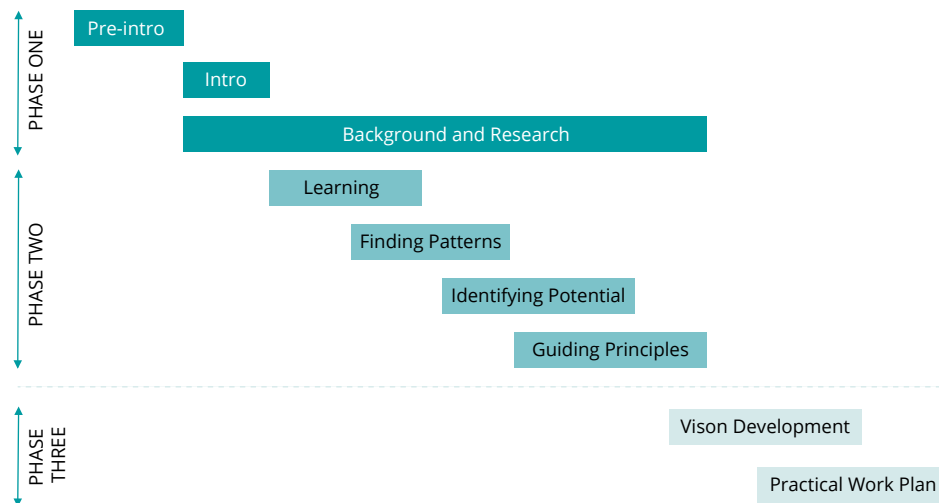 PHASE ONE
Pre-intro
Intro
Background and Research
PHASE TWO
Learning
Finding Patterns
Identifying Potential
Guiding Principles
PHASE
THREE
Vison Development
Practical Work Plan